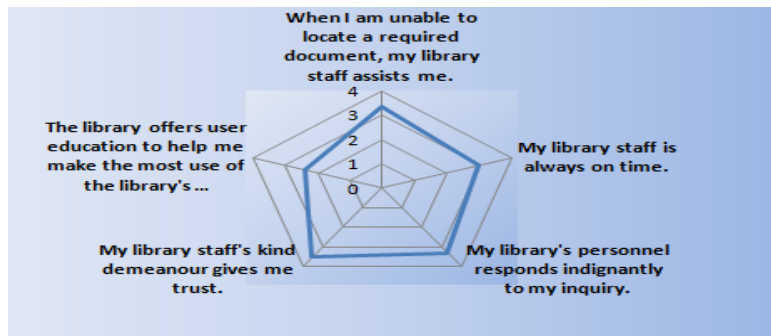 When I am unable to
locate a required
document, my library
staff assists me.
4
3
2
1
0
My library staff is
always on time.
My library's personnel
responds indignantly
to my inquiry.
My library staff's kind
demeanour gives me
trust.
The library offers user
education to help me
make the most use of
the library's ...